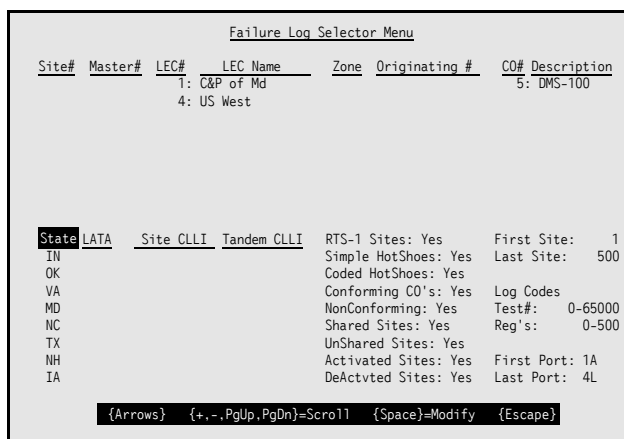 Failure Log Selector Menu
Site# Master# LEC# LEC Name Zone Originating # CO# Description
1: C&P of Md 5: DMS-100
4: US West
State LATA Site CLLI Tandem CLLI RTS-1 Sites: Yes First Site: 1
IN Simple HotShoes: Yes Last Site: 500
OK Coded HotShoes: Yes
VA Conforming CO's: Yes Log Codes
MD NonConforming: Yes Test#: 0-65000
NC Shared Sites: Yes Reg's: 0-500
TX UnShared Sites: Yes
NH Activated Sites: Yes First Port: 1A
IA DeActvted Sites: Yes Last Port: 4L
{Arrows} {+,-,PgUp,PgDn}=Scroll {Space}=Modify {Escape}